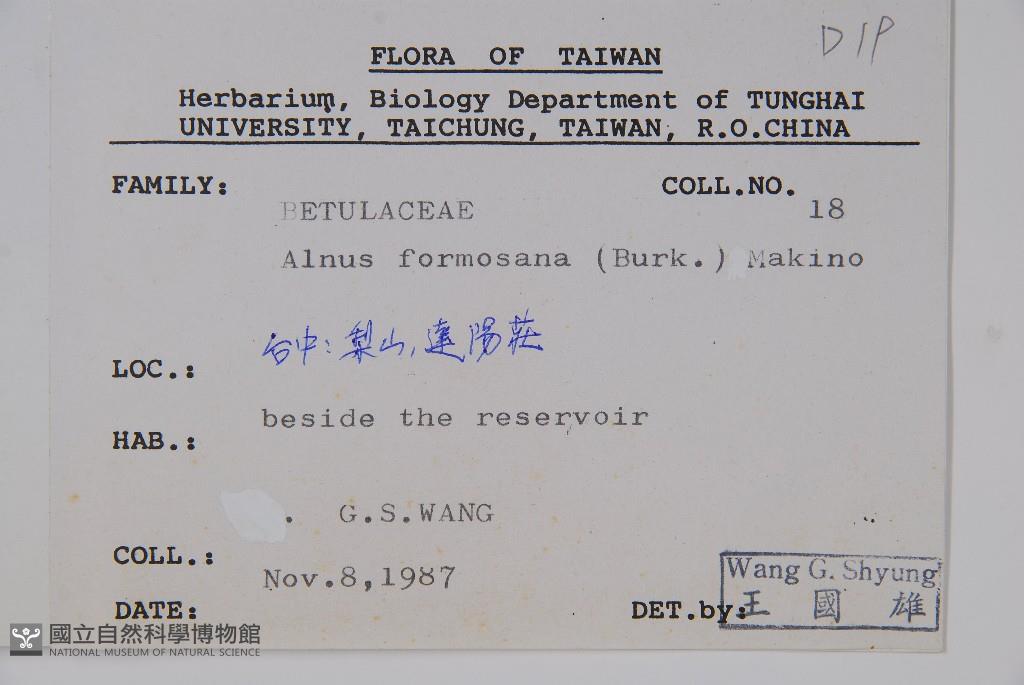 DIP
FLORA OF TAIWAN
Herbarium, Biology Department of TUNGHAI
UNIVERSITY, TAICHUNG, TAIWAN, R.O.CHINA
FAMILY: COLL.NO.
BETULACEAE 18
Alnus formosana (Burk.) Makino
台中:梨山,達陽莊
LOC.:
beside the reservoir
HAB.:
. G.S.WANG
COLL.:
Nov.8,1987
DATE:
DET.by:
Wang G. Shyung
王國雄
國立自然科學博物館
NATIONAL MUSEUM OF NATURAL SCIENCE